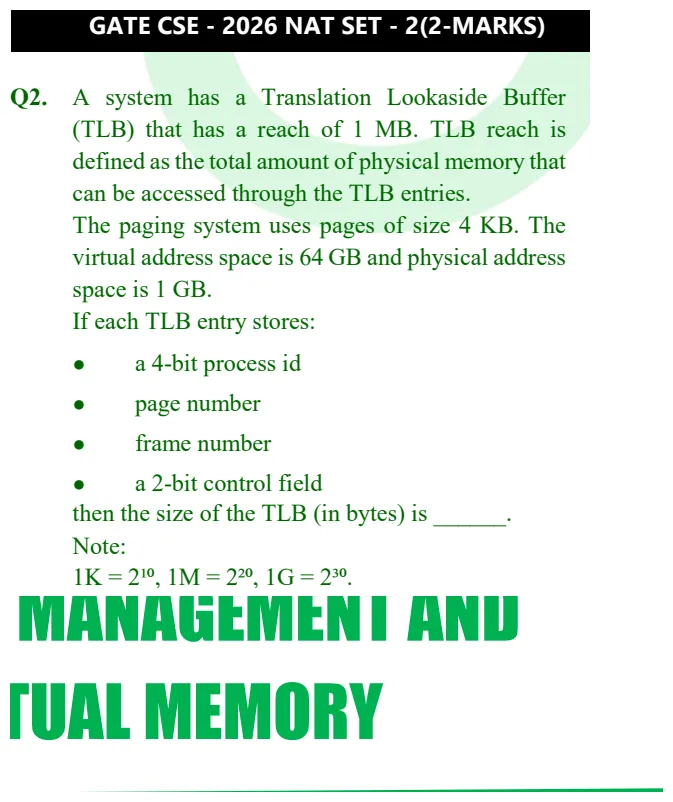 GATE CSE - 2026 NAT SET - 2(2-MARKS)
Q2. A system has a Translation Lookaside Buffer
(TLB) that has a reach of 1 MB. TLB reach is
defined as the total amount of physical memory that
can be accessed through the TLB entries.
The paging system uses pages of size 4 KB. The
virtual address space is 64 GB and physical address
space is 1 GB.
If each TLB entry stores:
● a 4-bit process id
● page number
● frame number
● a 2-bit control field
then the size of the TLB (in bytes) is ______.
Note:
1K = 2¹⁰, 1M = 2²⁰, 1G = 2³⁰.
MANAGEMENT AND
TUAL MEMORY